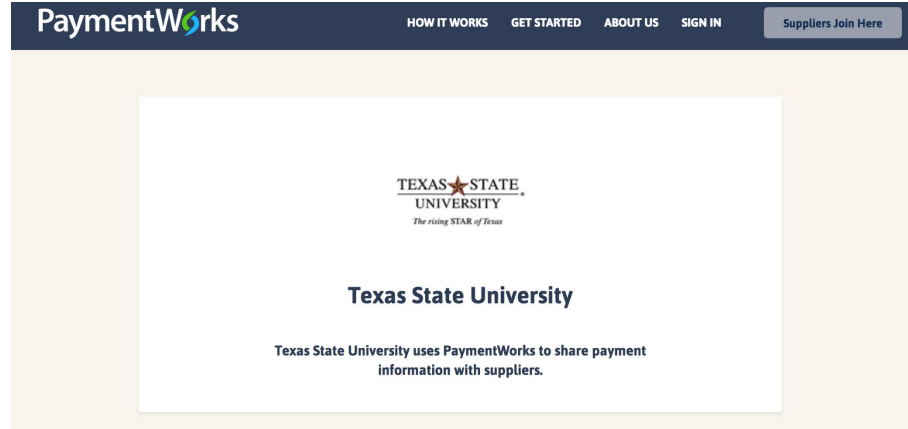 PaymentWorks
HOW IT WORKS GET STARTED ABOUT US SIGN IN Suppliers Join Here
TEXAS STATE
UNIVERSITY
The rising STAR of Texas
Texas State University
Texas State University uses PaymentWorks to share payment
information with suppliers.